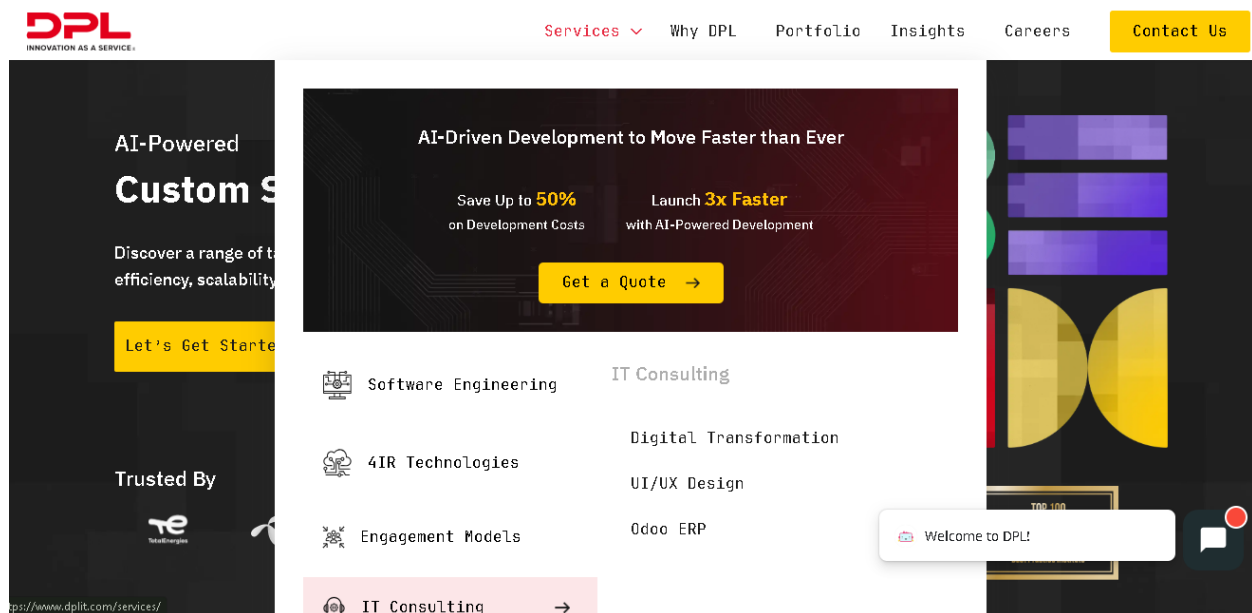 DPL
INNOVATION AS A SERVICE
Services Why DPL Portfolio Insights Careers Contact Us
AI-Powered
Custom S
Discover a range of ta
efficiency, scalability
Let's Get Starte
Trusted By
TotalEnergies
AI-Driven Development to Move Faster than Ever
Save Up to 50%
on Development Costs
Launch 3x Faster
with AI-Powered Development
Get a Quote →
Software Engineering
4IR Technologies
Engagement Models
IT Consulting →
IT Consulting
Digital Transformation
UI/UX Design
Odoo ERP
TOP 100
Welcome to DPL!
tps://www.dplit.com/services/